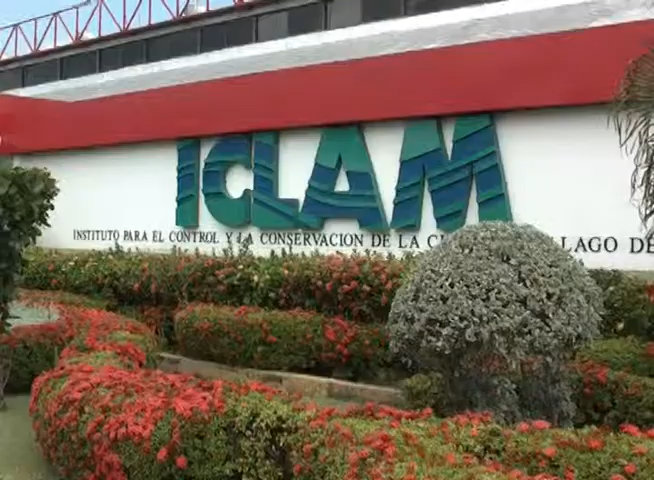 ICLAM
INSTITUTO PARA EL CONTROL Y LA CONSERVACION DE LA LAGO DE